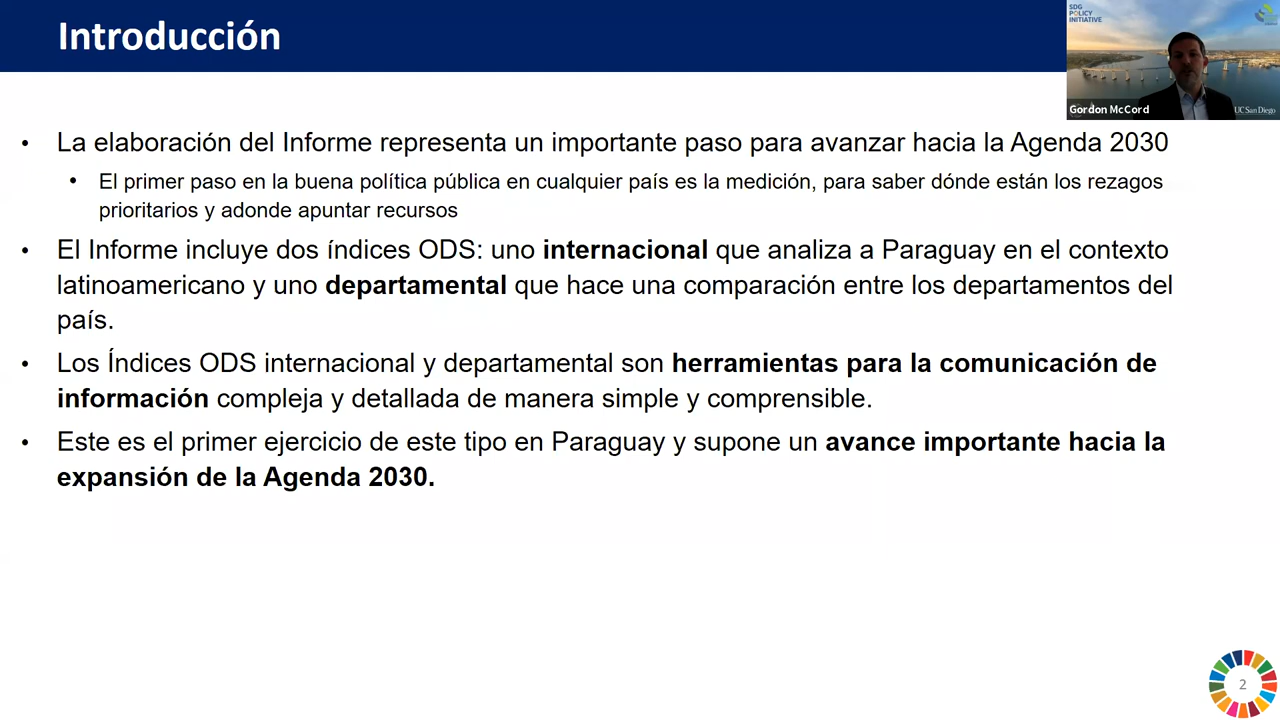 Introducción
SDG
POLICY
INITIATIVE
Gordon McCord
UC San Diego
• La elaboración del Informe representa un importante paso para avanzar hacia la Agenda 2030
• El primer paso en la buena política pública en cualquier país es la medición, para saber dónde están los rezagos
prioritarios y adonde apuntar recursos
• El Informe incluye dos índices ODS: uno internacional que analiza a Paraguay en el contexto
latinoamericano y uno departamental que hace una comparación entre los departamentos del
país.
• Los Índices ODS internacional y departamental son herramientas para la comunicación de
información compleja y detallada de manera simple y comprensible.
• Este es el primer ejercicio de este tipo en Paraguay y supone un avance importante hacia la
expansión de la Agenda 2030.
2